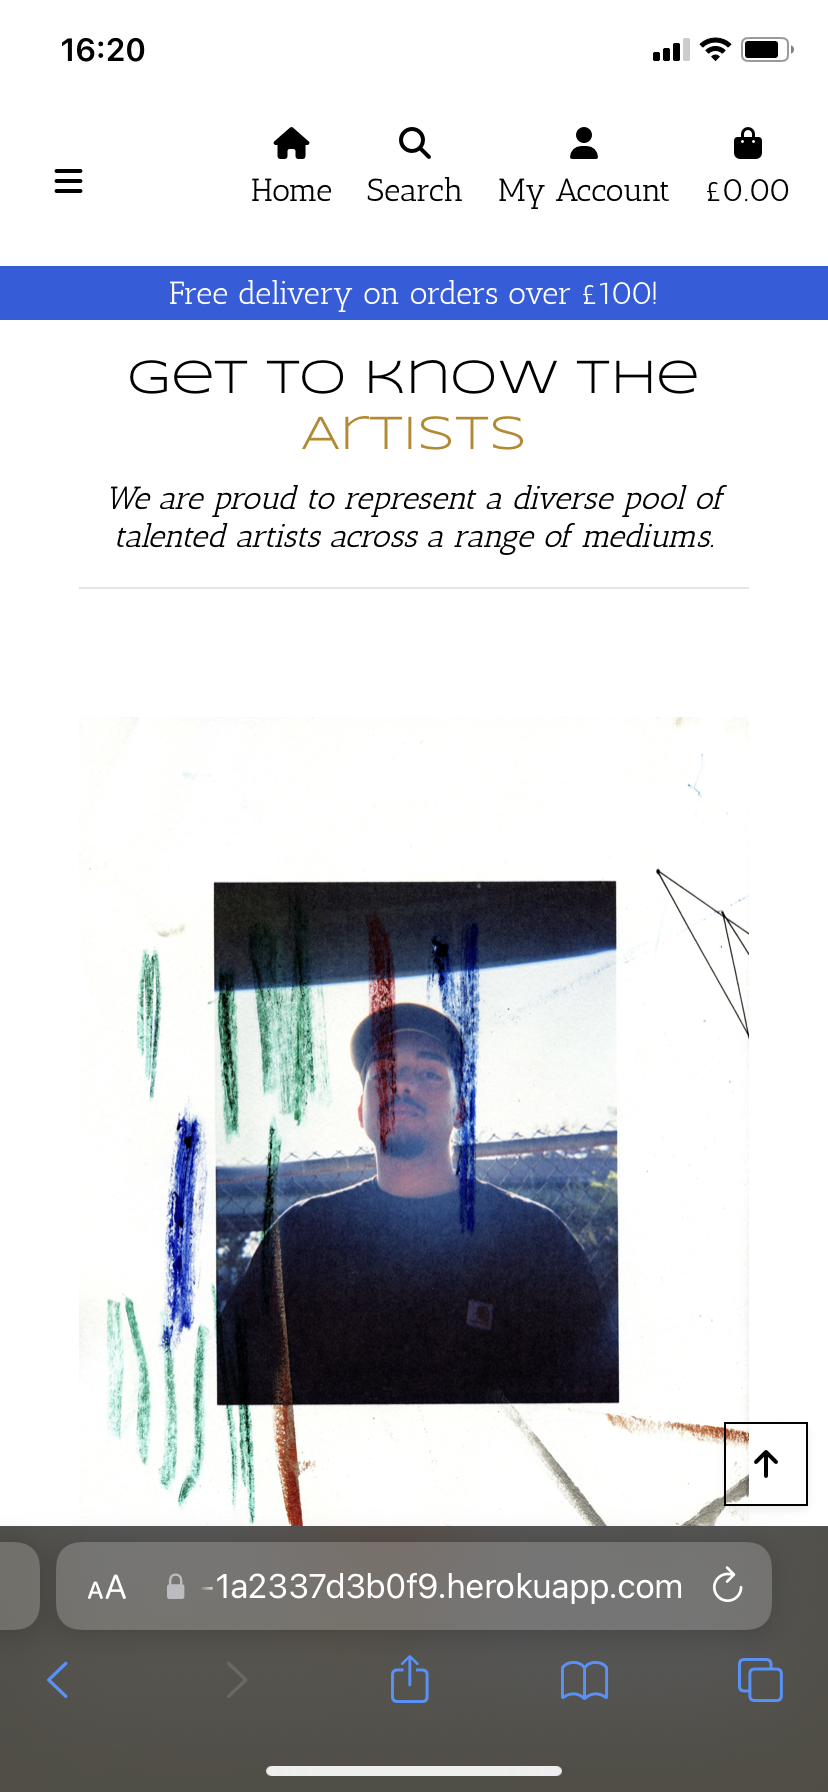 16:20
Home Search My Account £0.00
Free delivery on orders over £100!
Get to know the
Artists
We are proud to represent a diverse pool of
talented artists across a range of mediums.
AA -1a2337d3b0f9.herokuapp.com